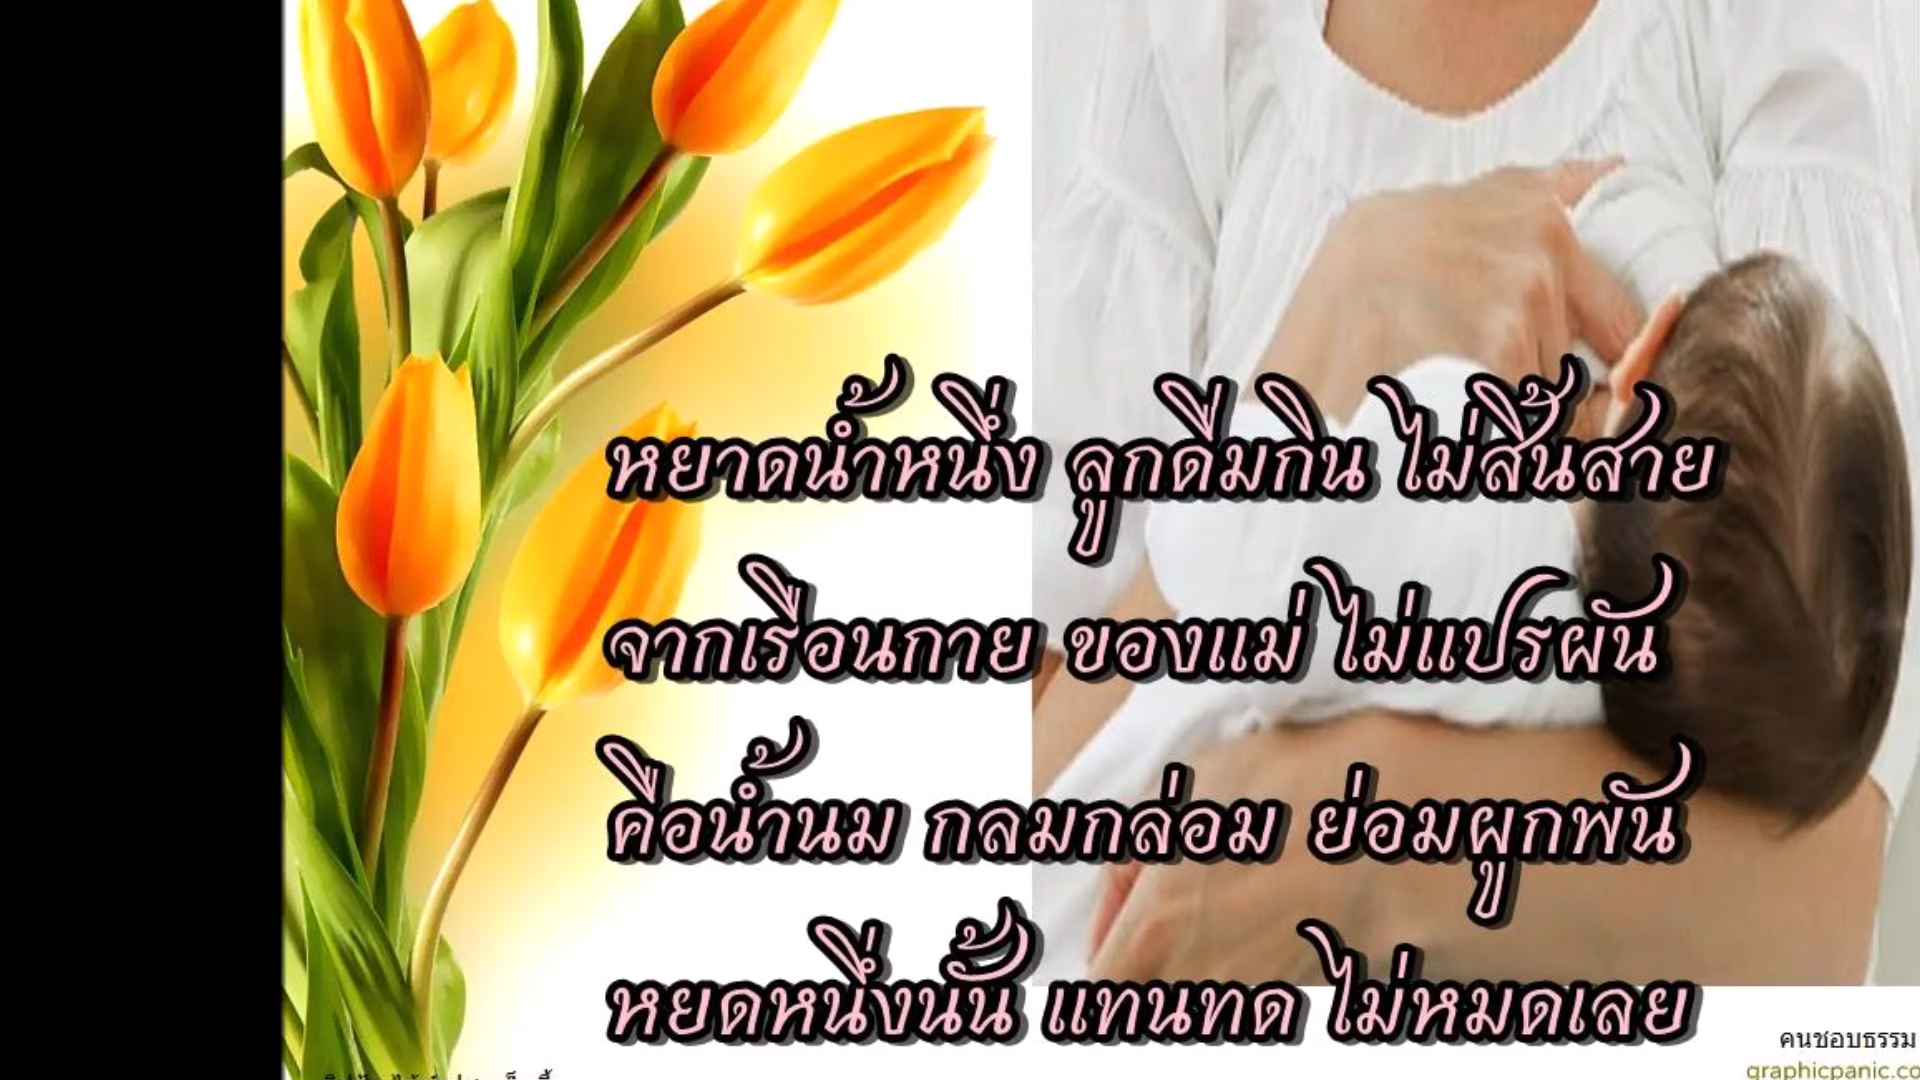 หยาดน้ำหนึ่ง ลูกดื่มกิน ไม่สิ้นสาย
จากเรือนกาย ของแม่ ไม่แปรผัน
คือน้ำนม กลมกล่อม ย่อมผูกพัน
หยดหนึ่งนั้น แทนทด ไม่หมดเลย
คนชอบธรรม
graphicpanic.co